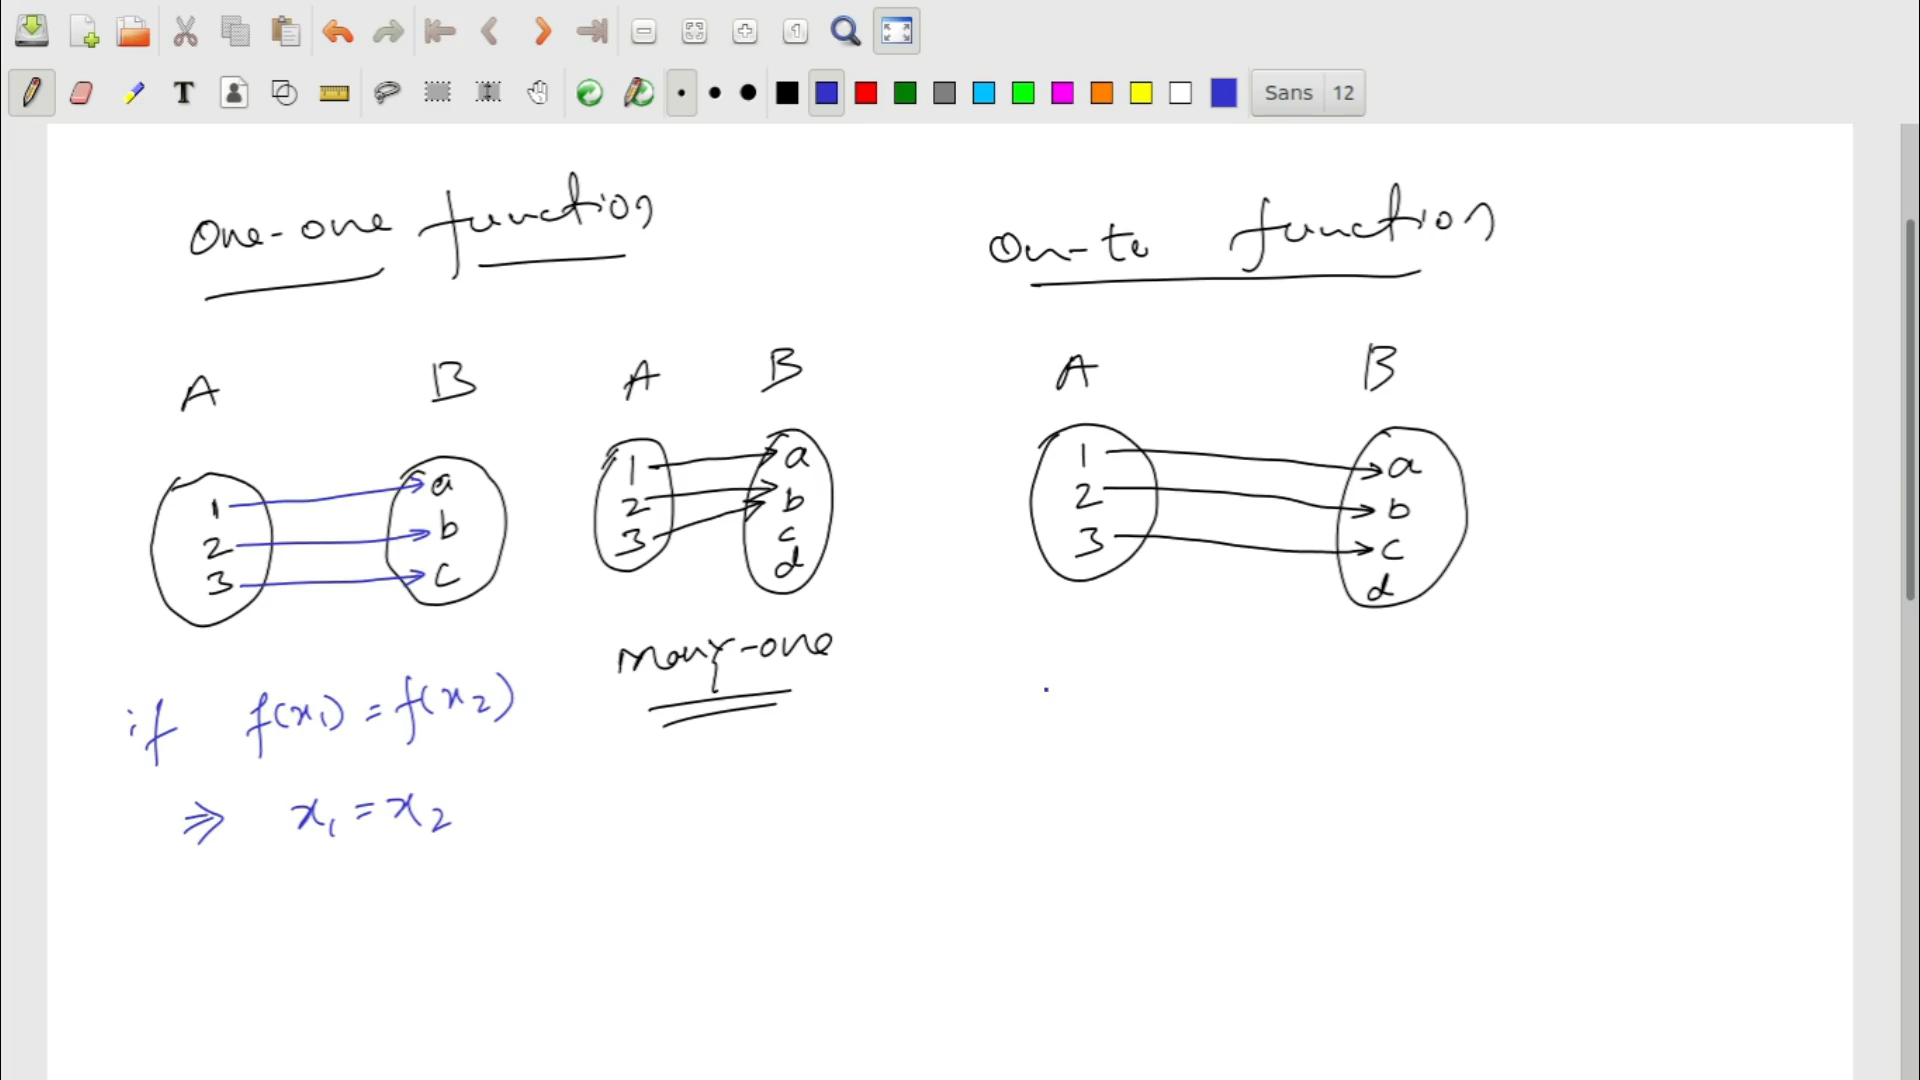 Sans 12
One-one function
On-to function
A B
A B
A B
1 a
2 b
3 c
1 a
2 b
3 c
d
1 a
2 b
3 c
d
many-one
if f(x1) = f(x2)
⇒ x1 = x2